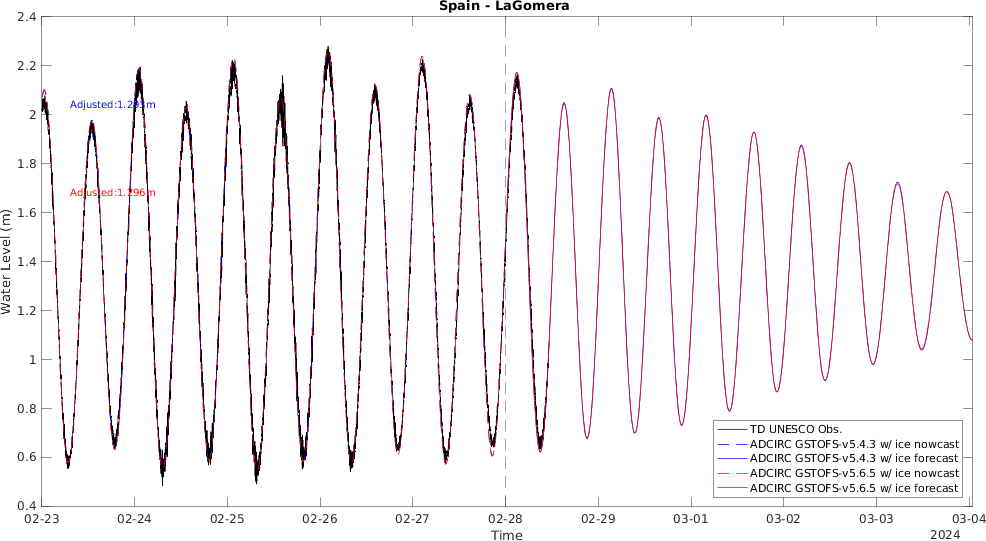 Spain - LaGomera
Water Level (m)
2.4
2.2
2
1.8
1.6
1.4
1.2
1
0.8
0.6
0.4
Adjusted:1.295m
Adjusted:1.296m
TD UNESCO Obs.
ADCIRC GSTOFS-v5.4.3 w/ ice nowcast
ADCIRC GSTOFS-v5.4.3 w/ ice forecast
ADCIRC GSTOFS-v5.6.5 w/ ice nowcast
ADCIRC GSTOFS-v5.6.5 w/ ice forecast
02-23 02-24 02-25 02-26 02-27 02-28 02-29 03-01 03-02 03-03 03-04
Time
2024